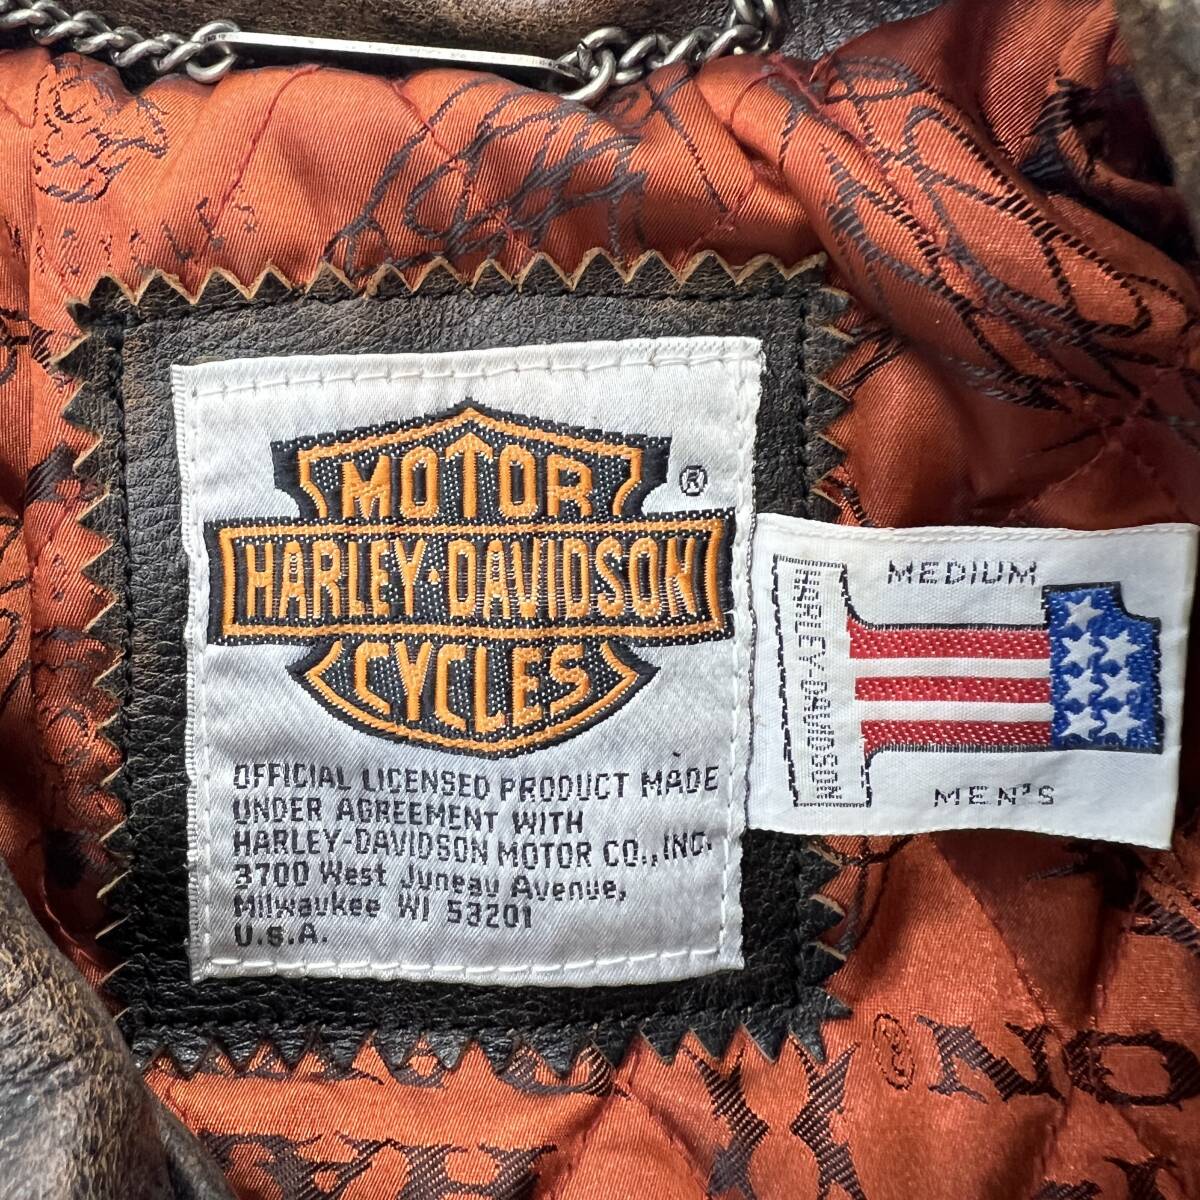 MOTOR
®
HARLEY-DAVIDSON
CYCLES
OFFICIAL LICENSED PRODUCT MADE
UNDER AGREEMENT WITH
HARLEY-DAVIDSON MOTOR CO., INC.
3700 West Juneau Avenue,
Milwaukee WI 53201
U.S.A.
MEDIUM
HARLEY-DAVIDSON
1
MEN'S
®